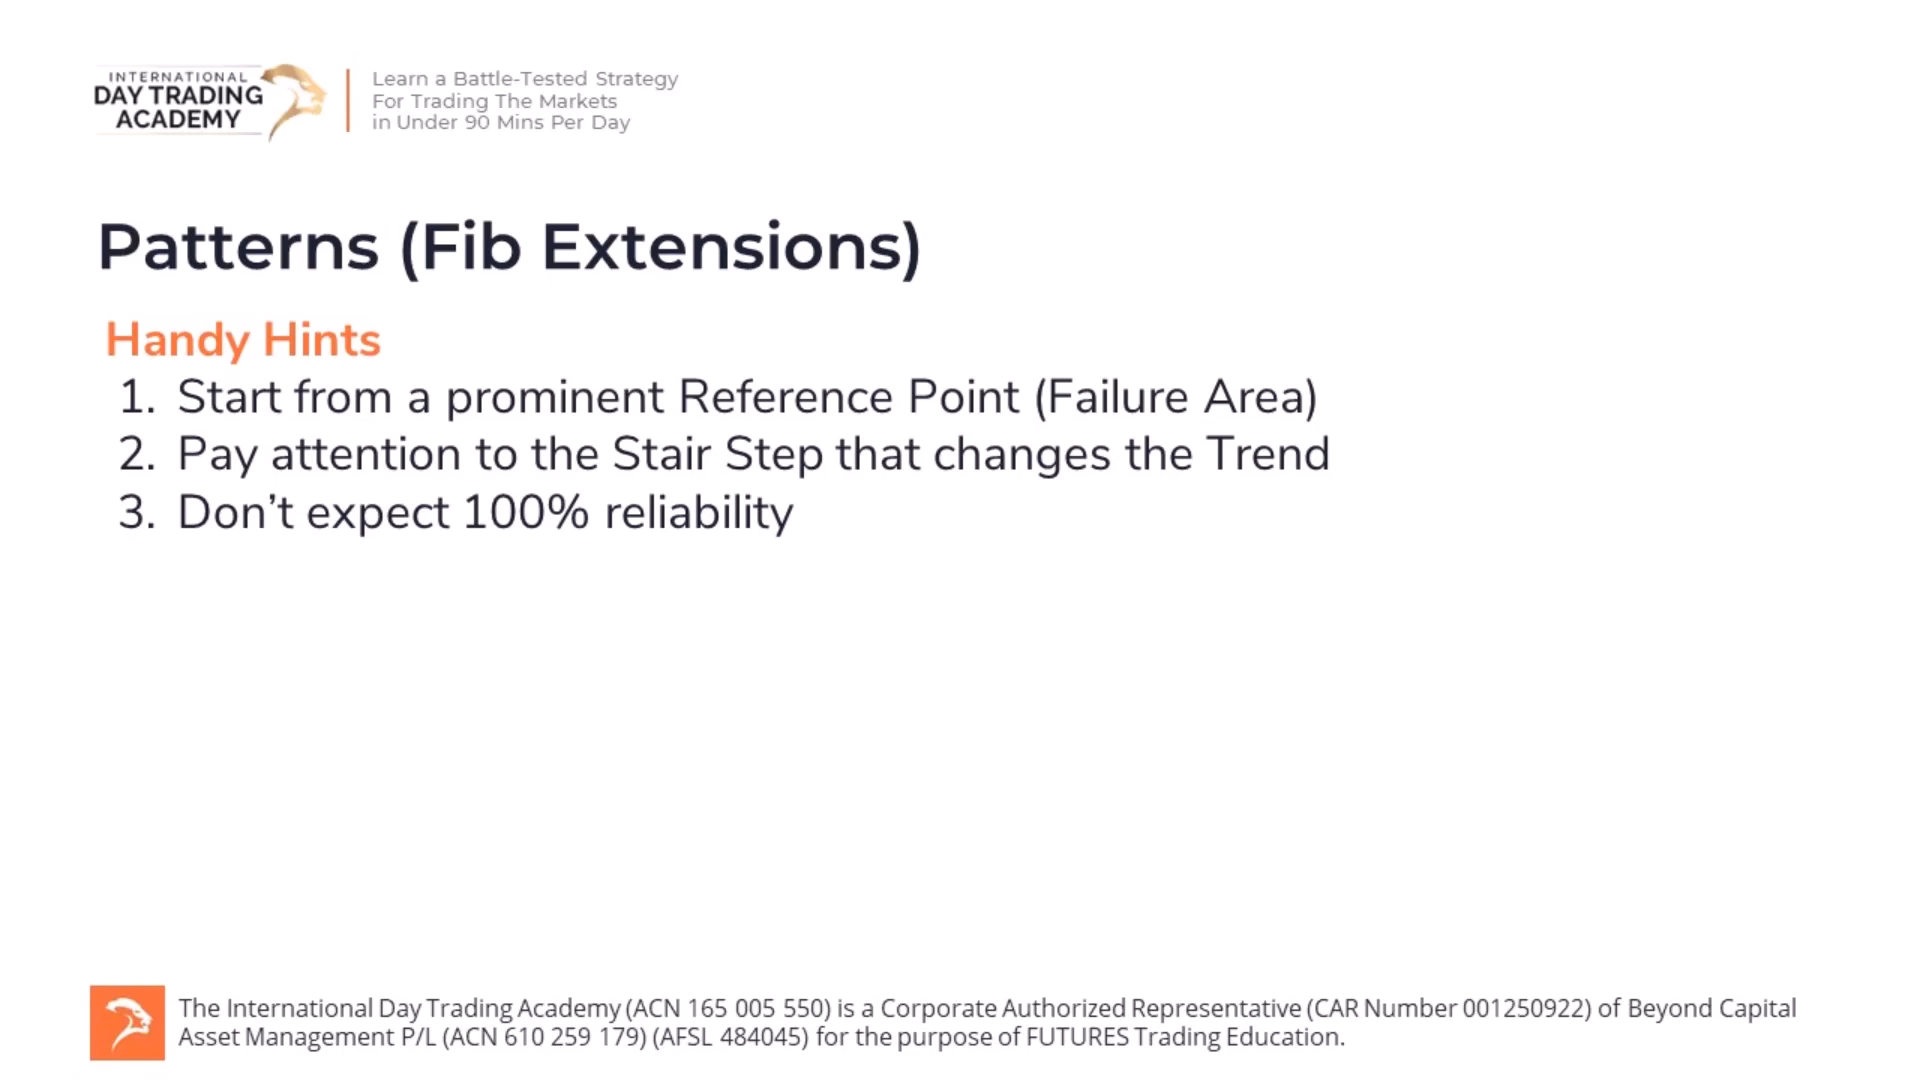 INTERNATIONAL
DAY TRADING
ACADEMY
Learn a Battle-Tested Strategy
For Trading The Markets
in Under 90 Mins Per Day
Patterns (Fib Extensions)
Handy Hints
1. Start from a prominent Reference Point (Failure Area)
2. Pay attention to the Stair Step that changes the Trend
3. Don’t expect 100% reliability
The International Day Trading Academy (ACN 165 005 550) is a Corporate Authorized Representative (CAR Number 001250922) of Beyond Capital
Asset Management P/L (ACN 610 259 179) (AFSL 484045) for the purpose of FUTURES Trading Education.